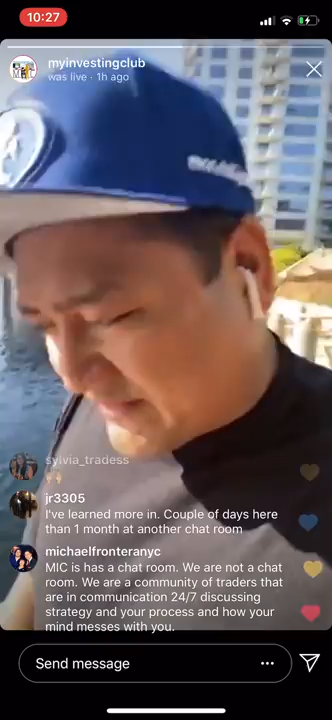 10:27
myinvestingclub
was live · 1h ago
sylvia_tradess
jr3305
I've learned more in. Couple of days here
than 1 month at another chat room
michaelfronteranyc
MIC is has a chat room. We are not a chat
room. We are a community of traders that
are in communication 24/7 discussing
strategy and your process and how your
mind messes with you.
Send message